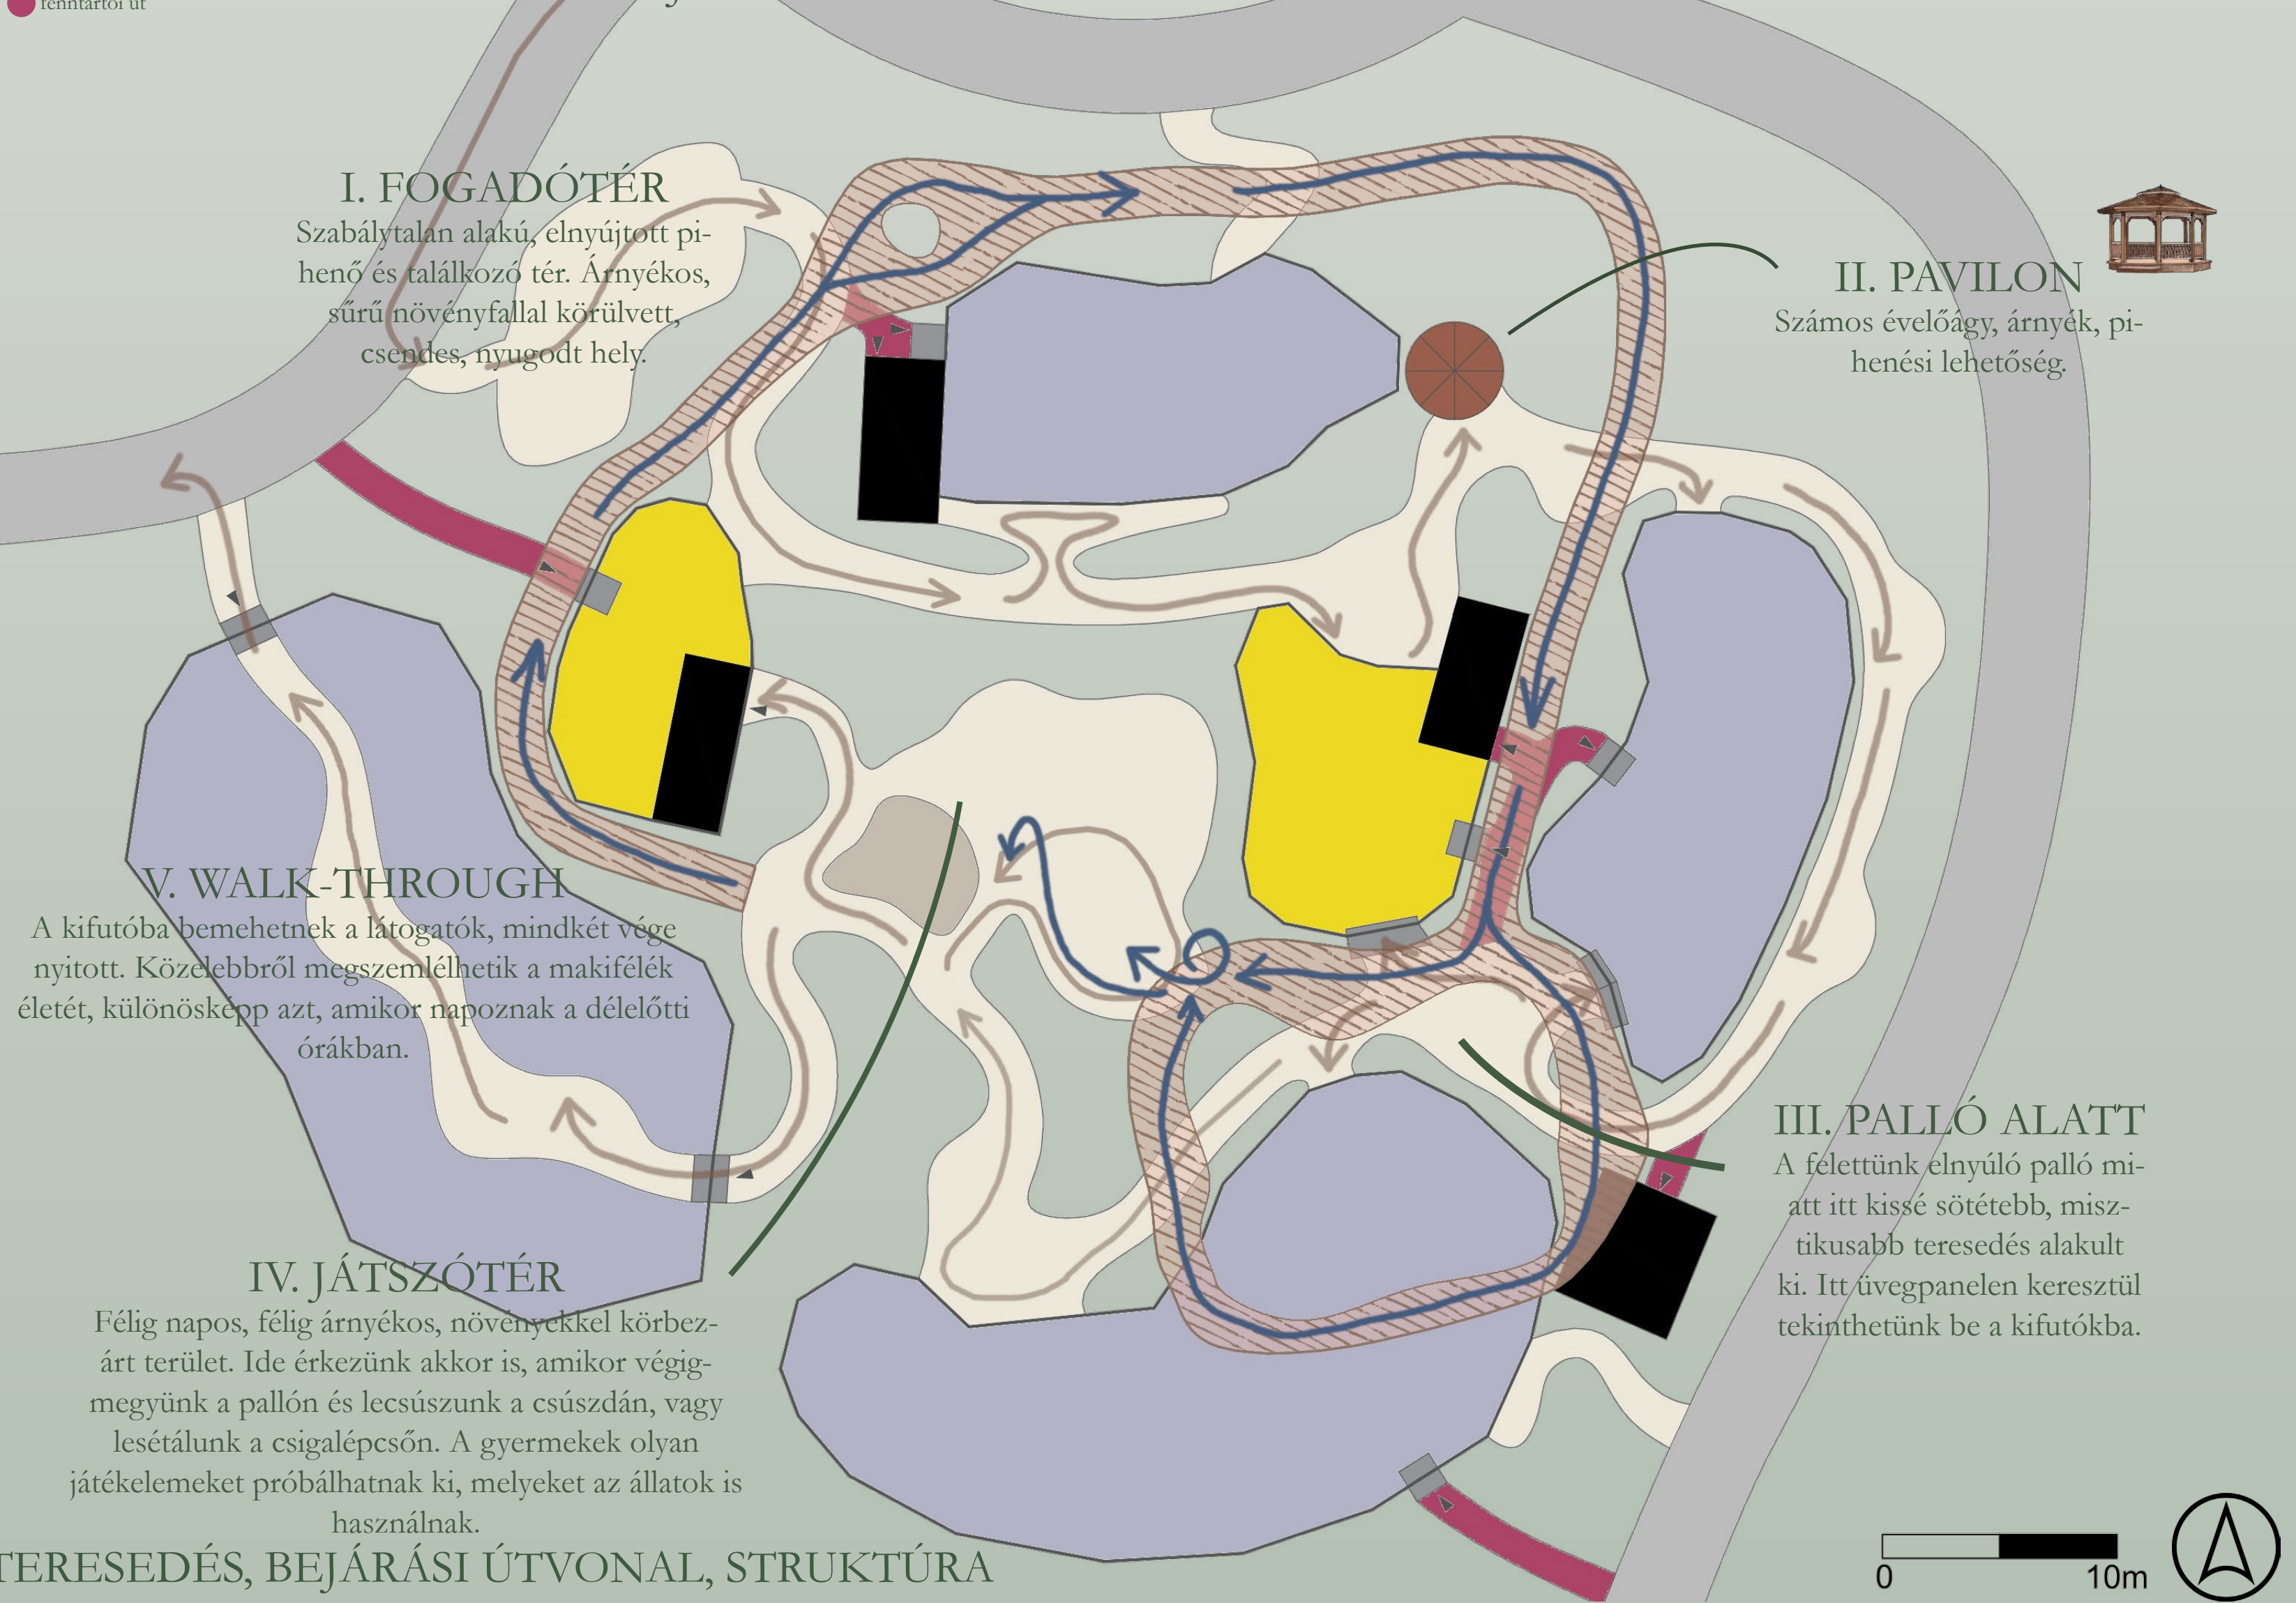 fenntartói út
I. FOGADÓTÉR
Szabálytalan alakú, elnyújtott pi-
henő és találkozó tér. Árnyékos,
sűrű növényfallal körülvett,
csendes, nyugodt hely.
II. PAVILON
Számos évelőágy, árnyék, pi-
henési lehetőség.
V. WALK-THROUGH
A kifutóba bemehetnek a látogatók, mindkét vége
nyitott. Közelebbről megszemlélhetik a makifélék
életét, különösképp azt, amikor napoznak a délelőtti
órákban.
III. PALLÓ ALATT
A felettünk elnyúló palló mi-
att itt kissé sötétebb, misz-
tikusabb teresedés alakult
ki. Itt üvegpanelen keresztül
tekinthetünk be a kifutókba.
IV. JÁTSZÓTÉR
Félig napos, félig árnyékos, növényekkel körbez-
árt terület. Ide érkezünk akkor is, amikor végig-
megyünk a pallón és lecsúszunk a csúszdán, vagy
lesétálunk a csigalépcsőn. A gyermekek olyan
játékelemeket próbálhatnak ki, melyeket az állatok is
használnak.
TERESEDÉS, BEJÁRÁSI ÚTVONAL, STRUKTÚRA
0 10m